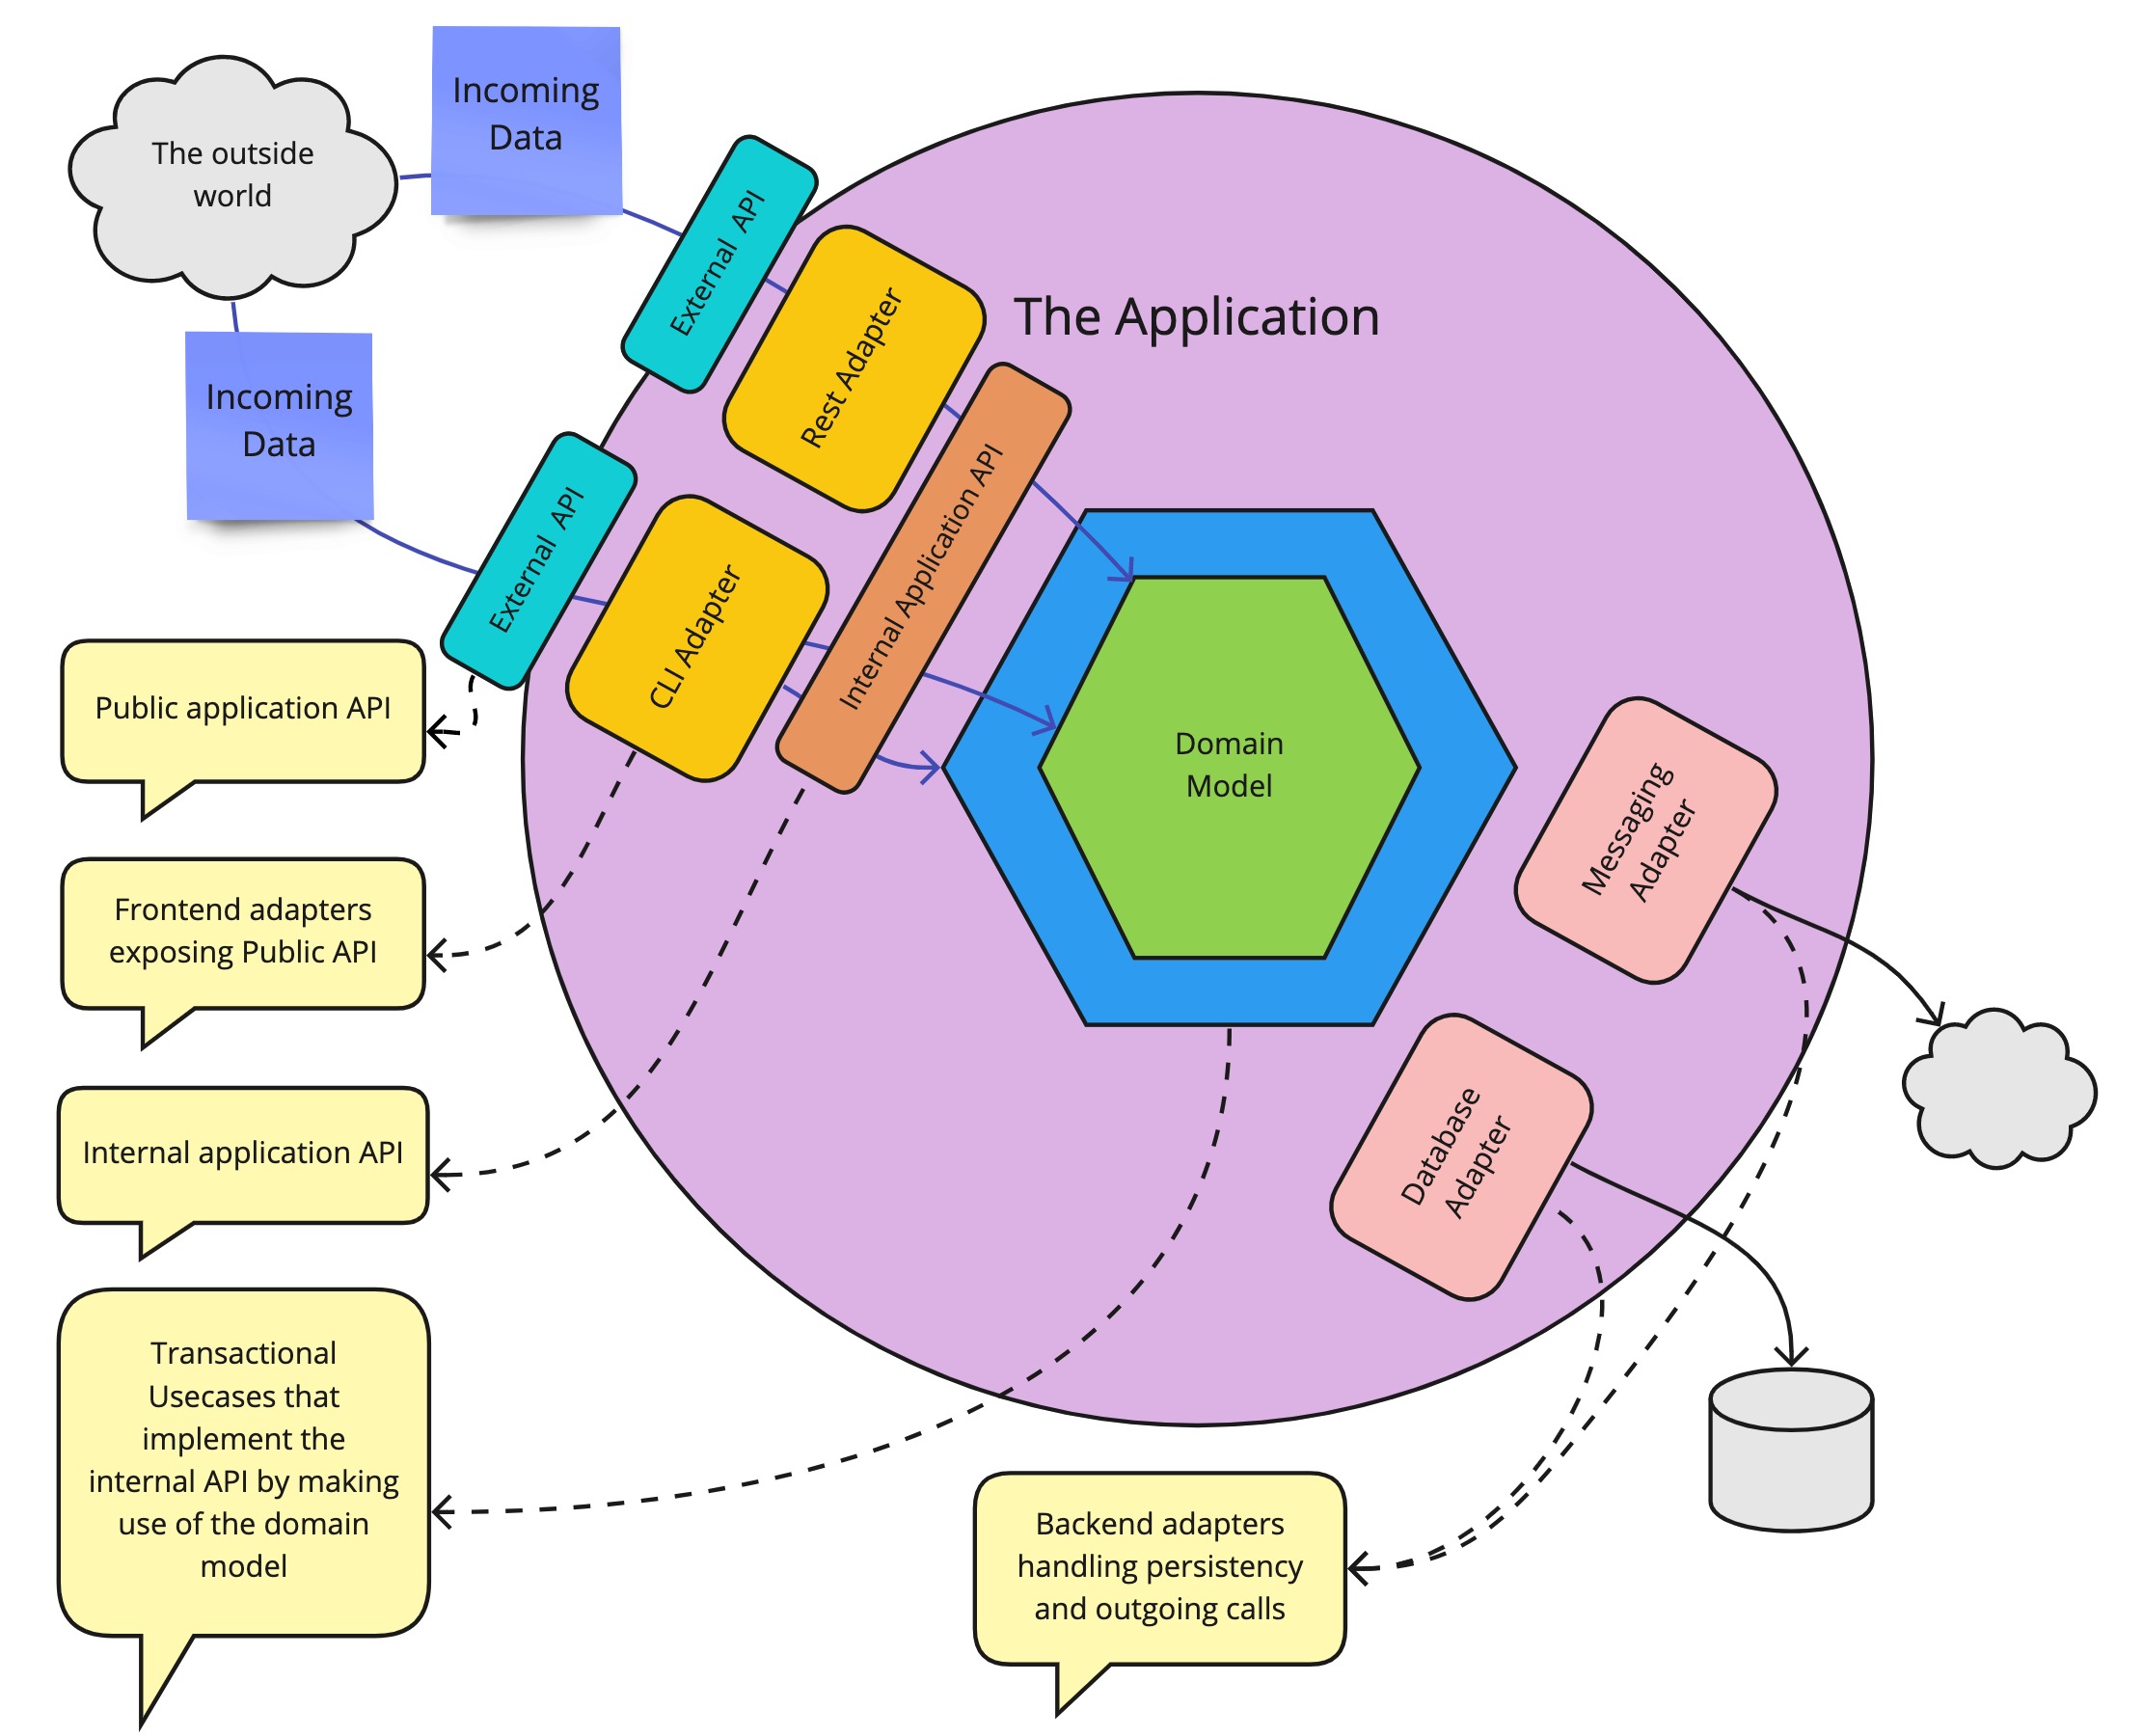 The outside
world
Incoming
Data
Incoming
Data
External API
External API
Rest Adapter
CLI Adapter
Internal Application API
The Application
Domain
Model
Messaging
Adapter
Database
Adapter
Public application API
Frontend adapters
exposing Public API
Internal application API
Transactional
Usecases that
implement the
internal API by making
use of the domain
model
Backend adapters
handling persistency
and outgoing calls